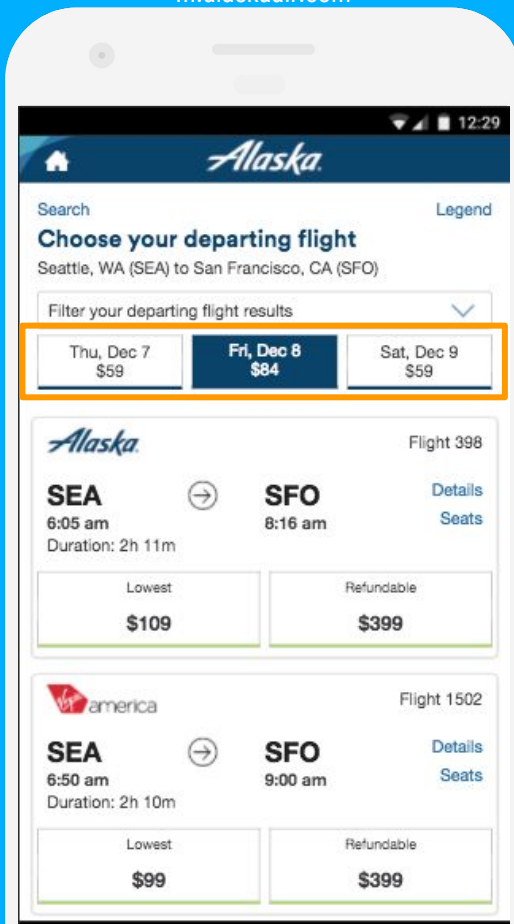 12:29
Alaska
Search Legend
Choose your departing flight
Seattle, WA (SEA) to San Francisco, CA (SFO)
Filter your departing flight results
Thu, Dec 7 Fri, Dec 8 Sat, Dec 9
$59 $84 $59
Alaska Flight 398
SEA SFO Details
6:05 am 8:16 am Seats
Duration: 2h 11m
Lowest Refundable
$109 $399
Virgin america Flight 1502
SEA SFO Details
6:50 am 9:00 am Seats
Duration: 2h 10m
Lowest Refundable
$99 $399